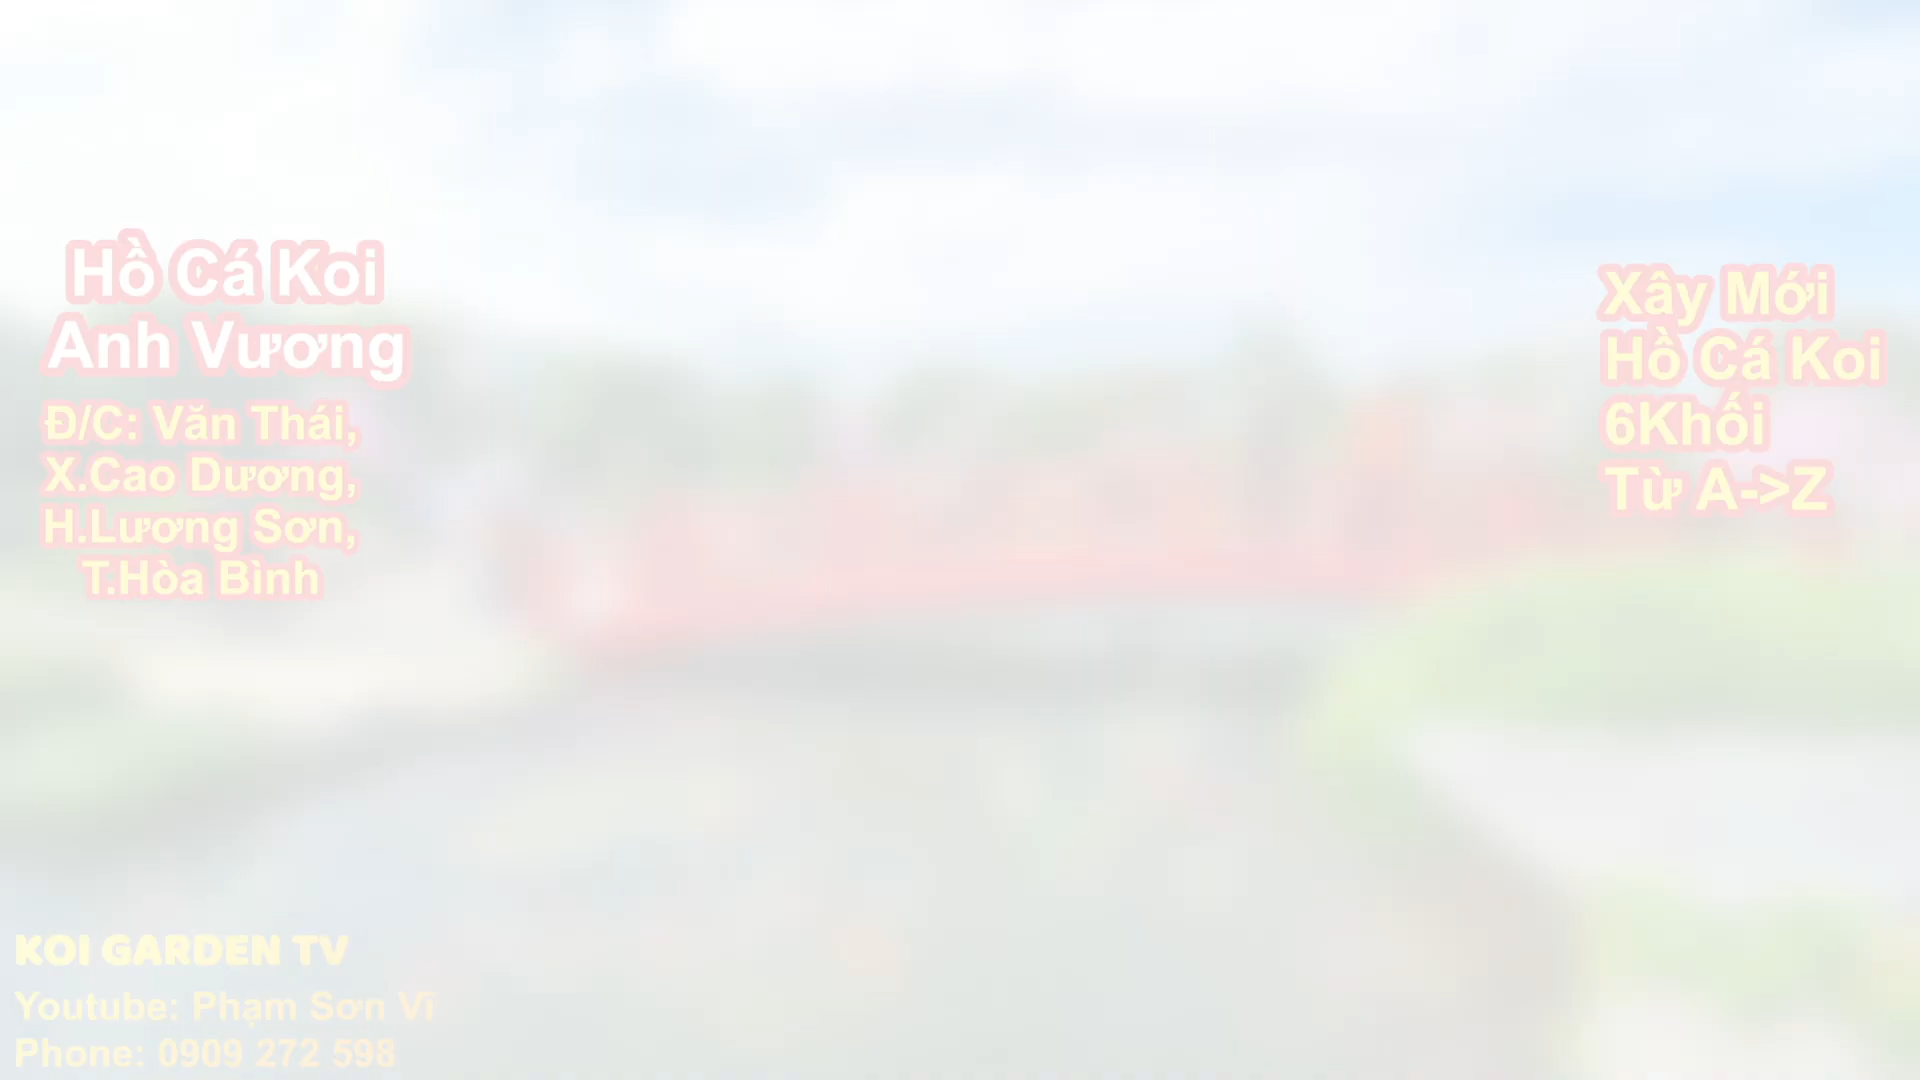 Hồ Cá Koi
Anh Vương
Đ/C: Văn Thái,
X.Cao Dương,
H.Lương Sơn,
T.Hòa Bình
Xây Mới
Hồ Cá Koi
6Khối
Từ A->Z
KOI GARDEN TV
Youtube: Phạm Sơn Vĩ
Phone: 0909 272 598